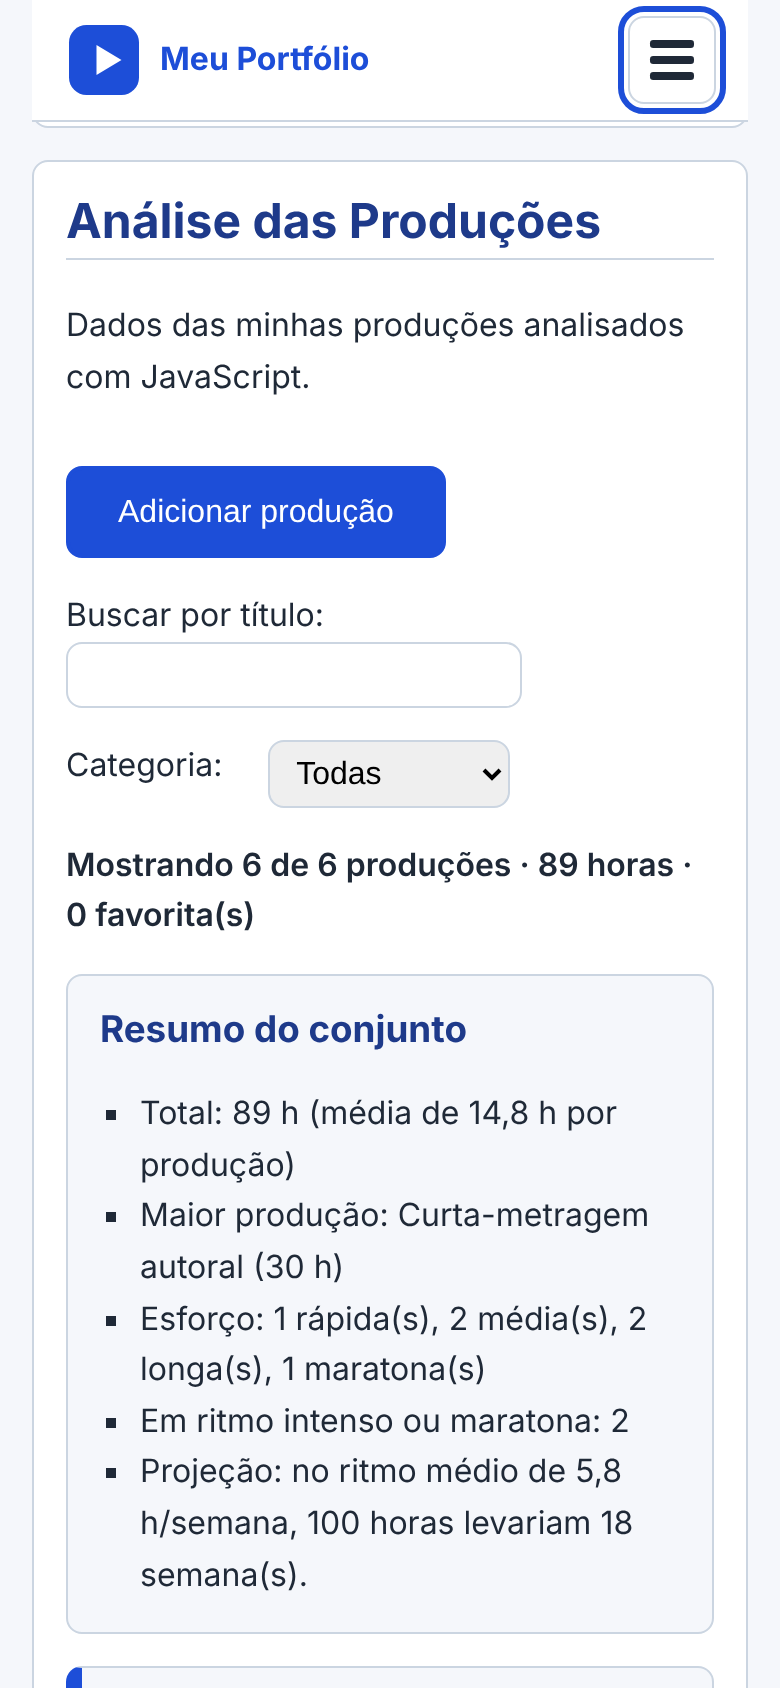 Meu Portfólio
Análise das Produções
Dados das minhas produções analisados
com JavaScript.
Adicionar produção
Buscar por título:
Categoria:
Todas
Mostrando 6 de 6 produções · 89 horas ·
0 favorita(s)
Resumo do conjunto
▪ Total: 89 h (média de 14,8 h por
produção)
▪ Maior produção: Curta-metragem
autoral (30 h)
▪ Esforço: 1 rápida(s), 2 média(s), 2
longa(s), 1 maratona(s)
▪ Em ritmo intenso ou maratona: 2
▪ Projeção: no ritmo médio de 5,8
h/semana, 100 horas levariam 18
semana(s).